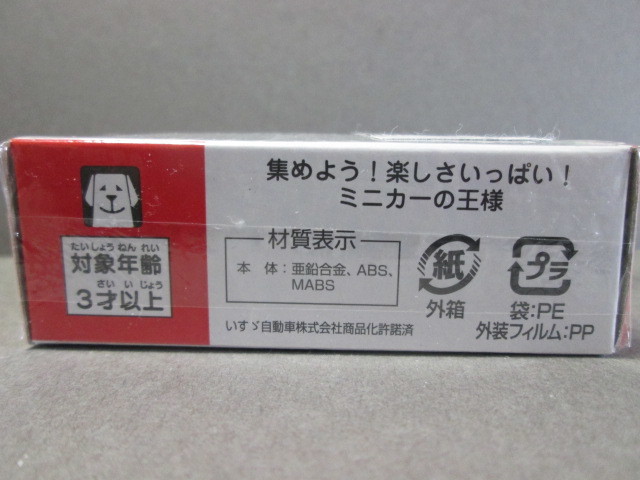 集めよう!楽しさいっぱい!
ミニカーの王様
たいしょう ねん れい
対象年齢
さい い じょう
3才以上
材質表示
本 体:亜鉛合金、ABS、
MABS
いすゞ自動車株式会社商品化許諾済
紙
外箱
プラ
袋:PE
外装フィルム:PP